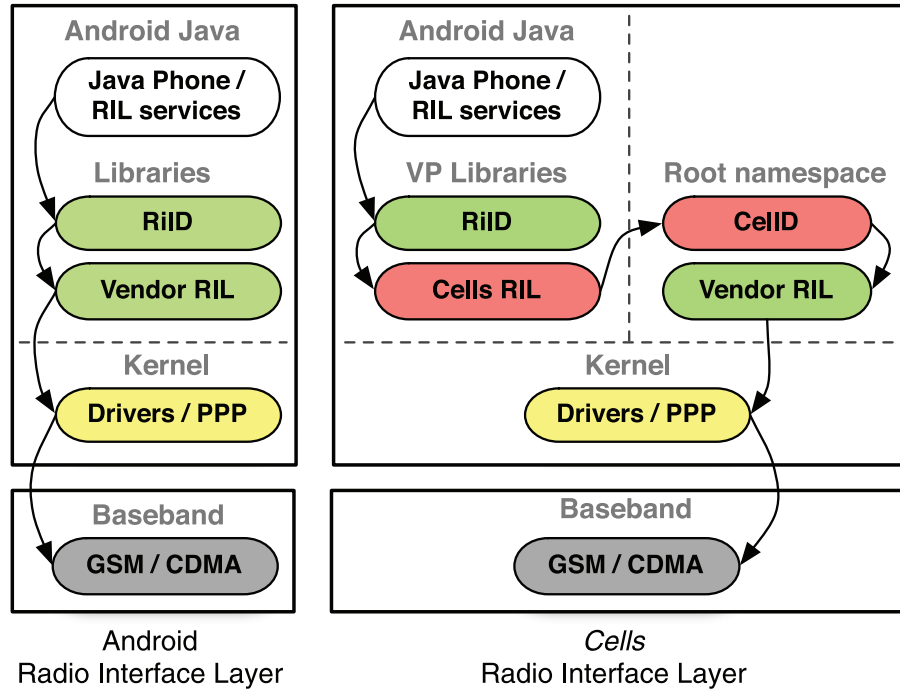 Android Java
Java Phone /
RIL services
Libraries
RilD
Vendor RIL
Kernel
Drivers / PPP
Baseband
GSM / CDMA
Android
Radio Interface Layer
Android Java
Java Phone /
RIL services
VP Libraries
RilD
Cells RIL
Root namespace
CellD
Vendor RIL
Kernel
Drivers / PPP
Baseband
GSM / CDMA
Cells
Radio Interface Layer